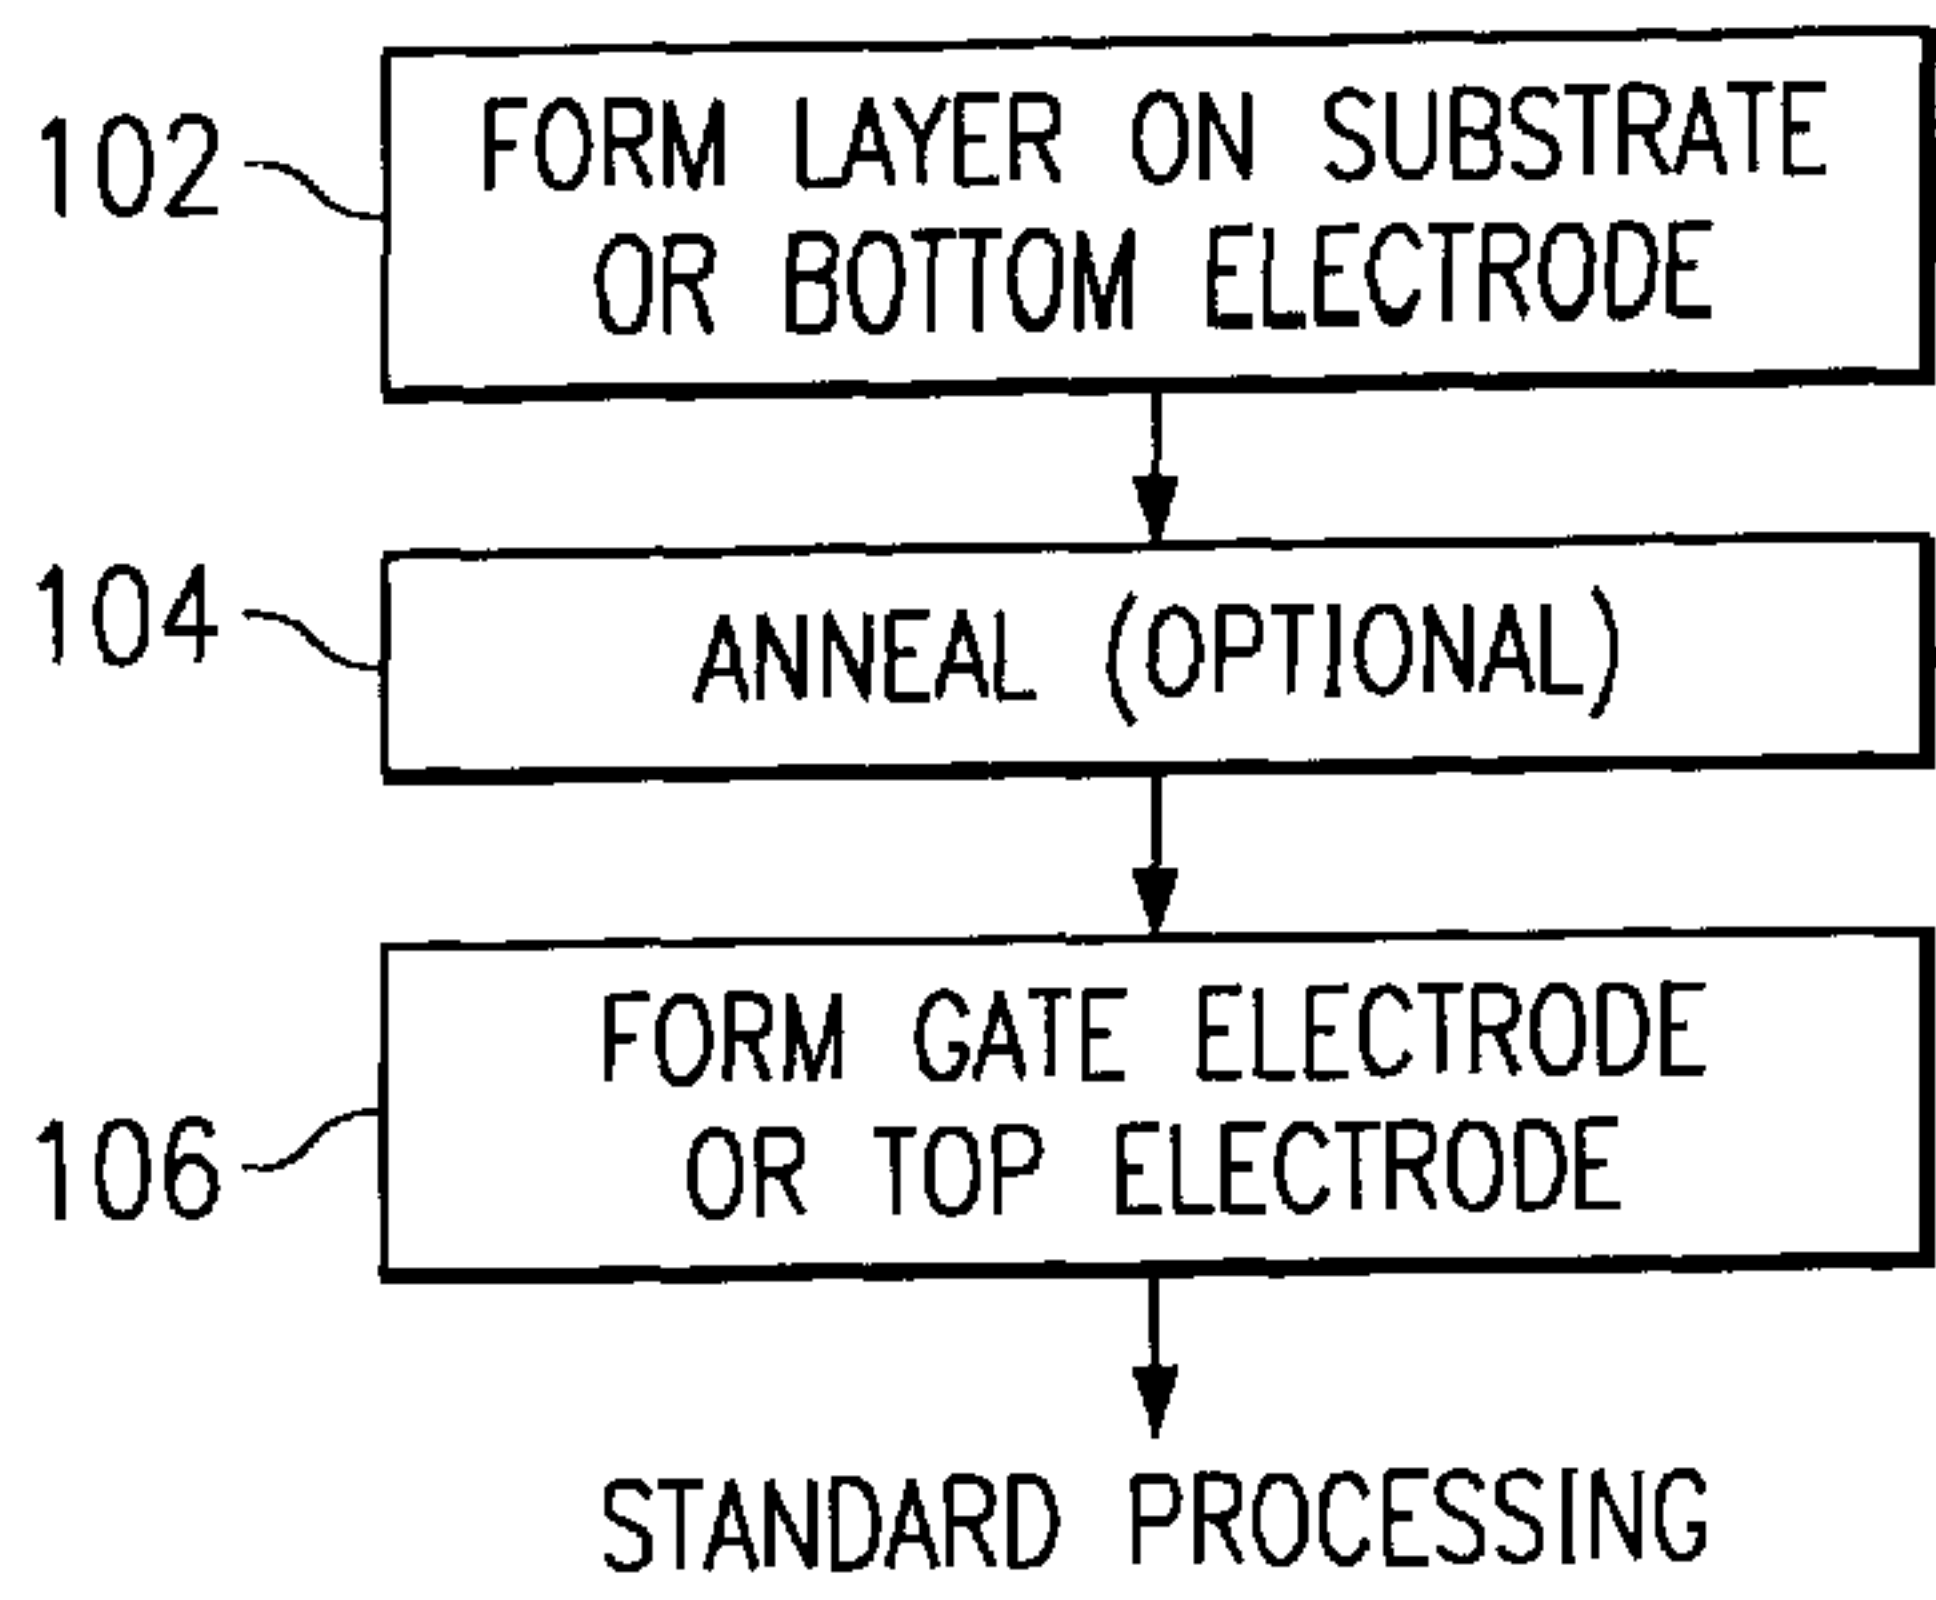 102
FORM LAYER ON SUBSTRATE
OR BOTTOM ELECTRODE
104
ANNEAL (OPTIONAL)
106
FORM GATE ELECTRODE
OR TOP ELECTRODE
STANDARD PROCESSING